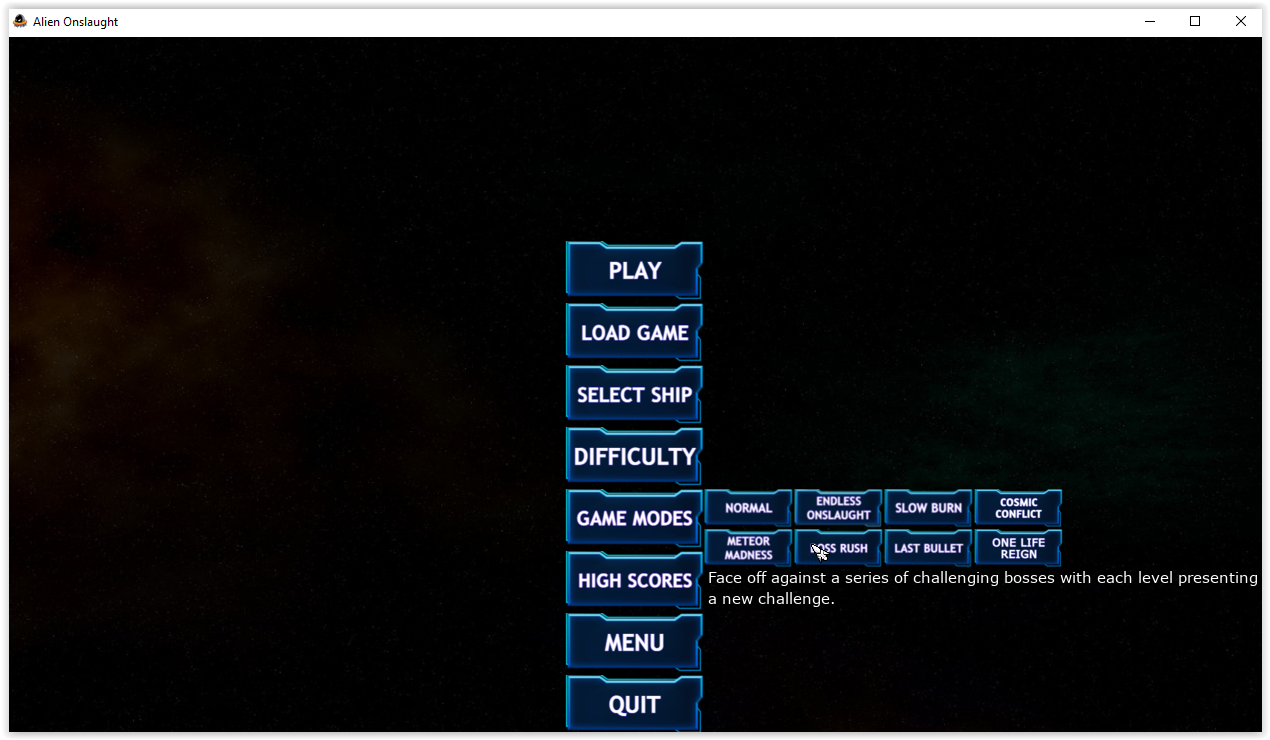 Alien Onslaught
PLAY
LOAD GAME
SELECT SHIP
DIFFICULTY
GAME MODES
NORMAL
ENDLESS
ONSLAUGHT
SLOW BURN
COSMIC
CONFLICT
METEOR
MADNESS
BOSS RUSH
LAST BULLET
ONE LIFE
REIGN
Face off against a series of challenging bosses with each level presenting
a new challenge.
HIGH SCORES
MENU
QUIT